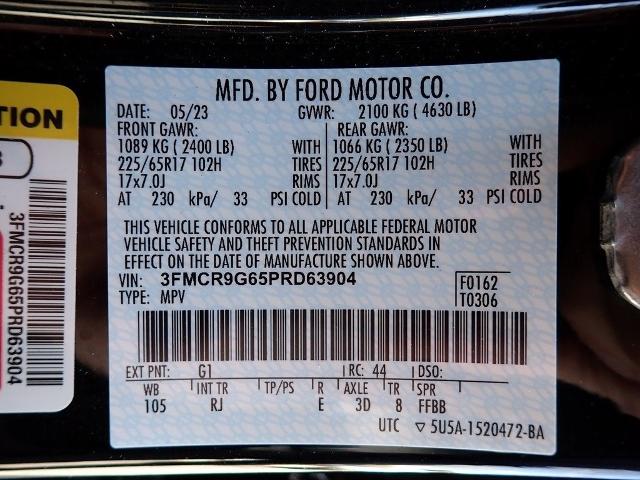 MFD. BY FORD MOTOR CO.
DATE: 05/23 GVWR: 2100 KG ( 4630 LB)
FRONT GAWR: REAR GAWR:
1089 KG ( 2400 LB) WITH 1066 KG ( 2350 LB) WITH
225/65R17 102H TIRES 225/65R17 102H TIRES
17x7.0J RIMS 17x7.0J RIMS
AT 230 kPa/ 33 PSI COLD AT 230 kPa/ 33 PSI COLD
THIS VEHICLE CONFORMS TO ALL APPLICABLE FEDERAL MOTOR
VEHICLE SAFETY AND THEFT PREVENTION STANDARDS IN
EFFECT ON THE DATE OF MANUFACTURE SHOWN ABOVE.
VIN: 3FMCR9G65PRD63904 F0162
TYPE: MPV T0306
EXT PNT: G1 RC: 44 DSO:
WB INT TR TP/PS R AXLE TR SPR
105 RJ E 3D 8 FFBB
UTC ▽ 5U5A-1520472-BA
TION
3FMCR9G65PRD63904